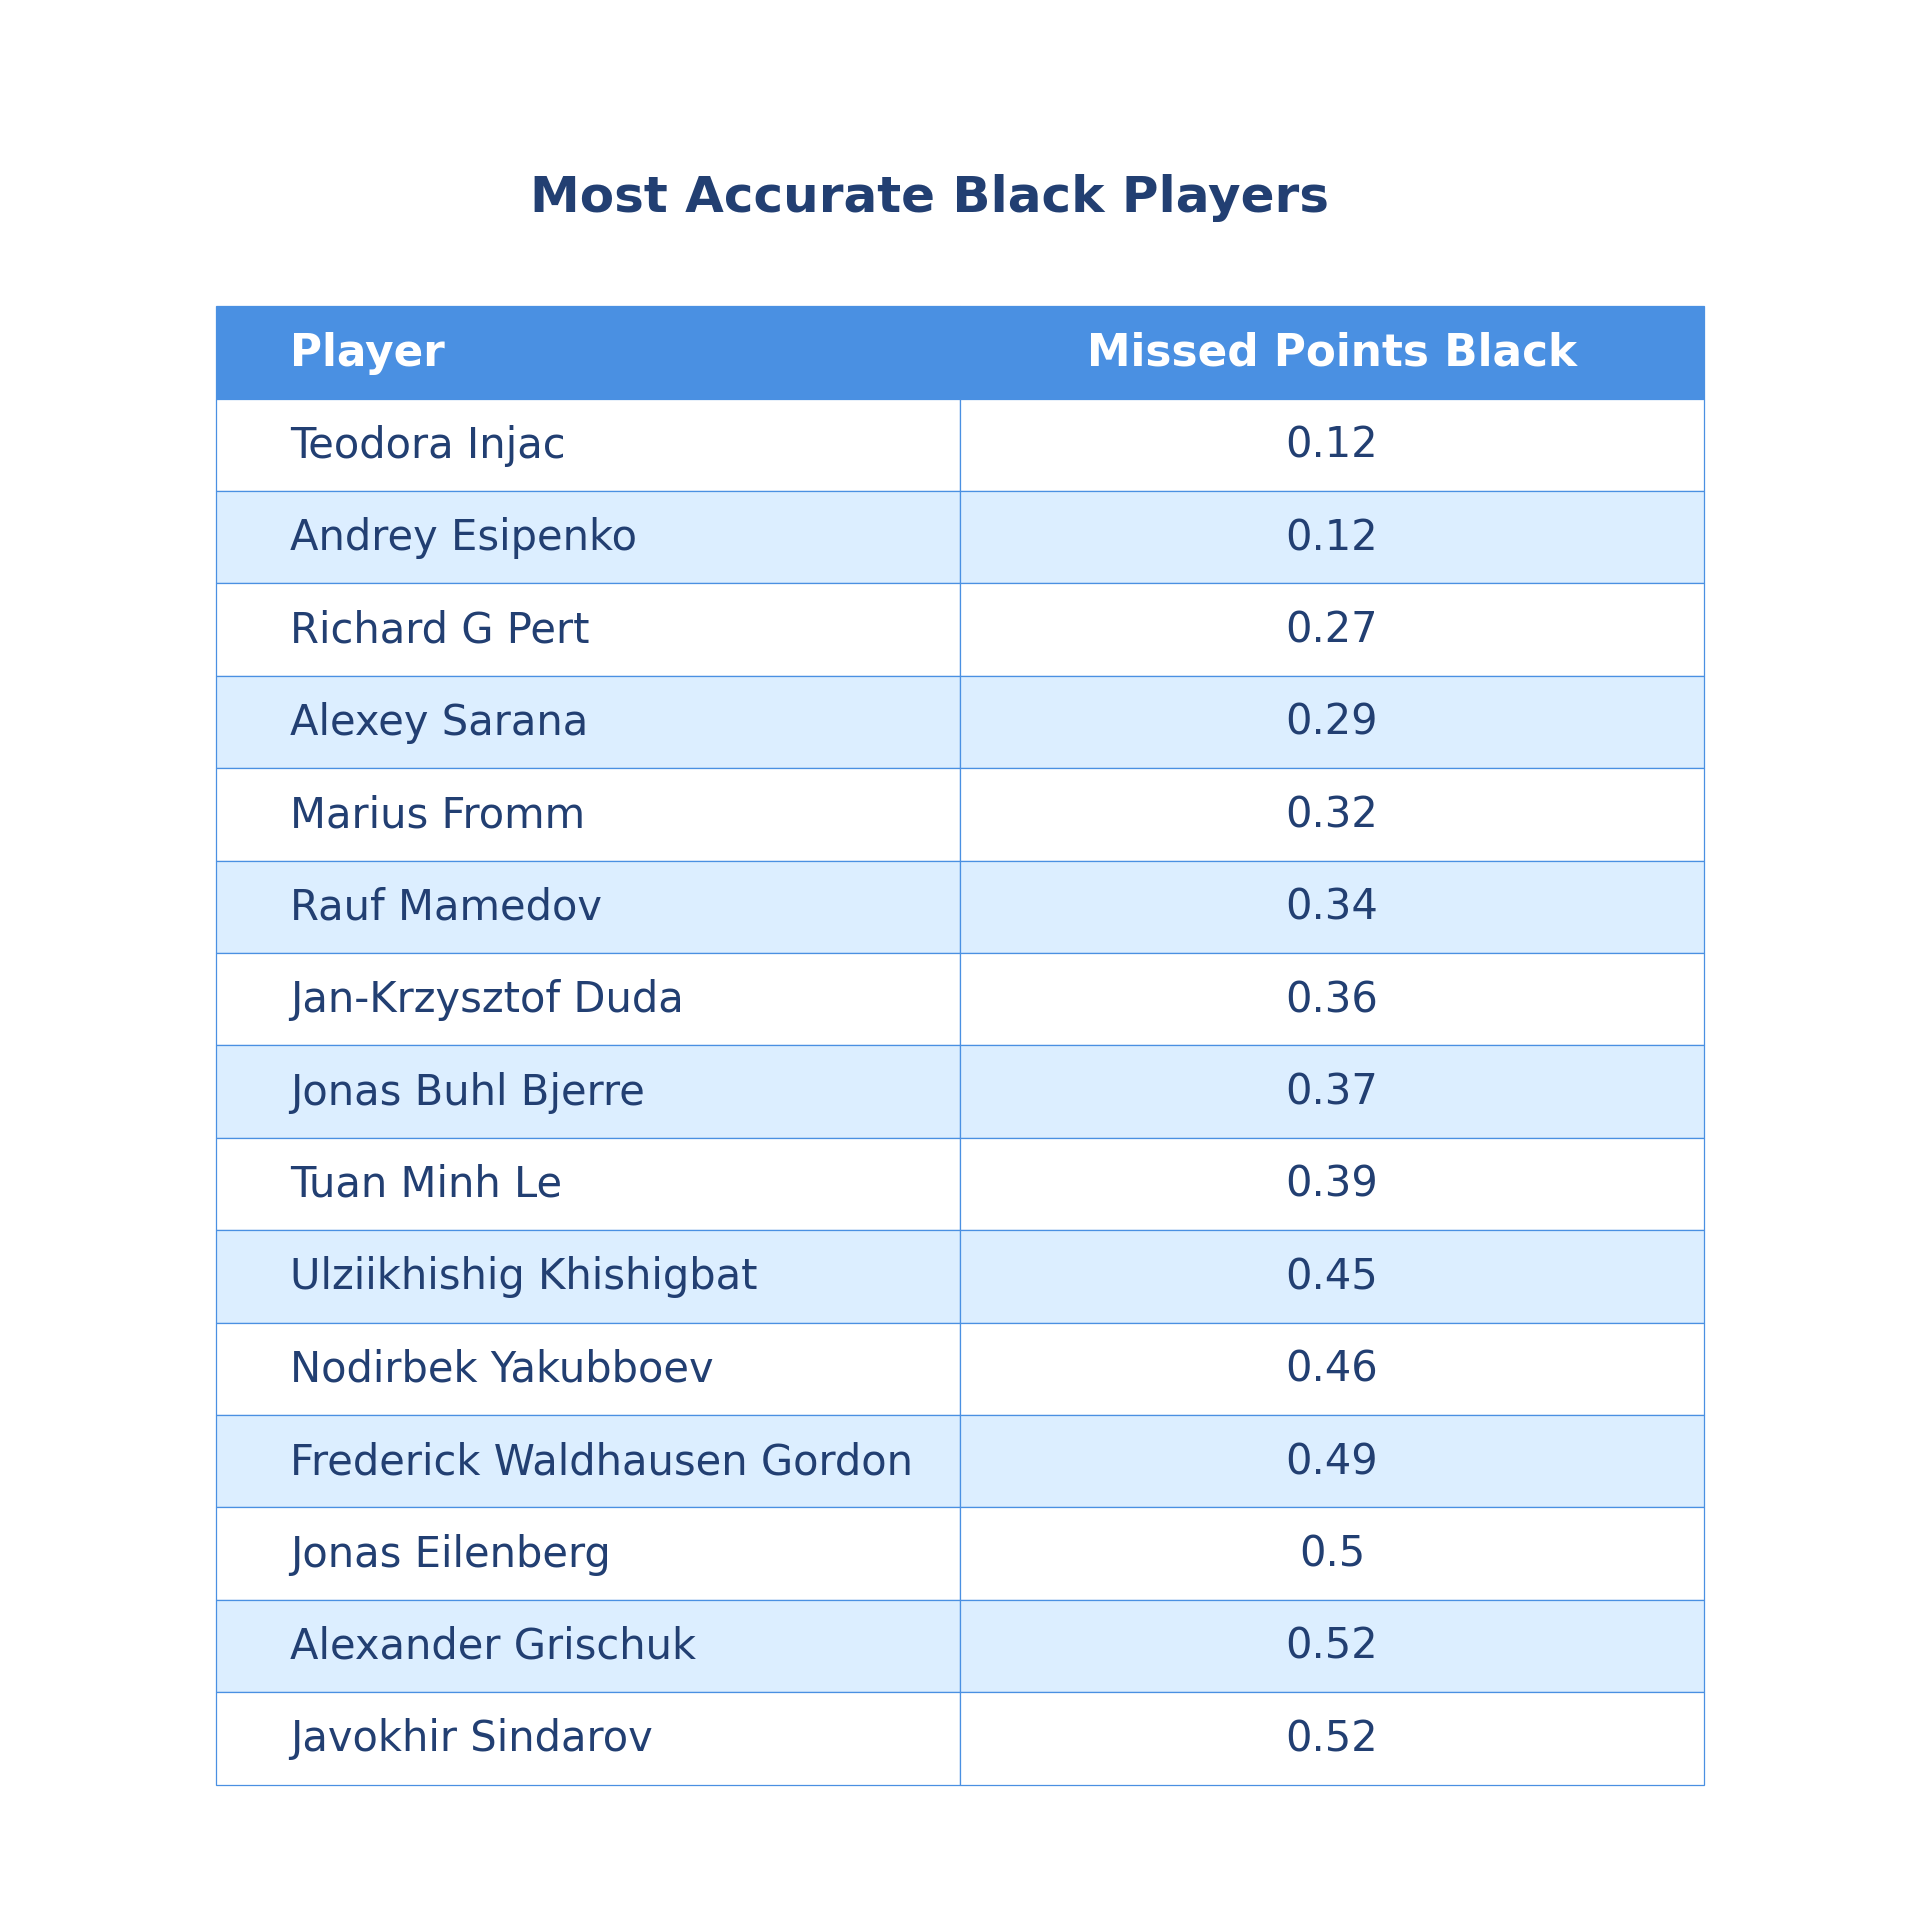 Most Accurate Black Players
Player Missed Points Black
Teodora Injac 0.12
Andrey Esipenko 0.12
Richard G Pert 0.27
Alexey Sarana 0.29
Marius Fromm 0.32
Rauf Mamedov 0.34
Jan-Krzysztof Duda 0.36
Jonas Buhl Bjerre 0.37
Tuan Minh Le 0.39
Ulziikhishig Khishigbat 0.45
Nodirbek Yakubboev 0.46
Frederick Waldhausen Gordon 0.49
Jonas Eilenberg 0.5
Alexander Grischuk 0.52
Javokhir Sindarov 0.52